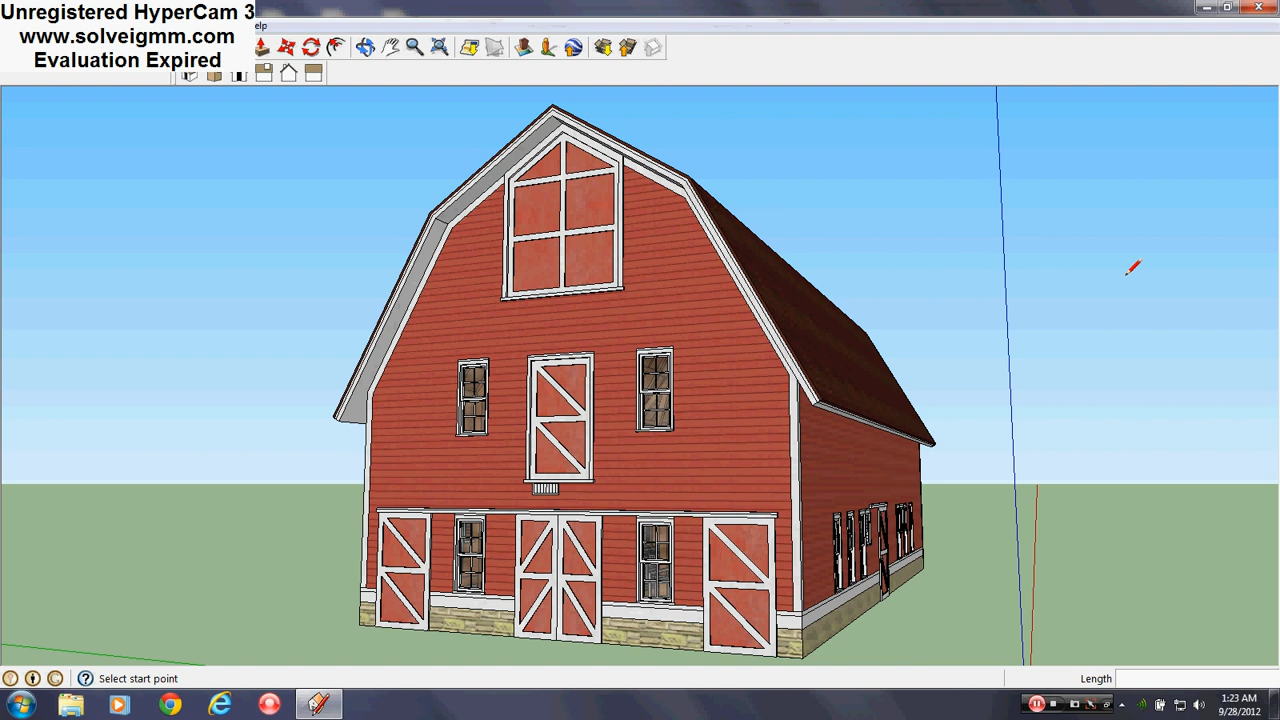 Unregistered HyperCam 3
www.solveigmm.com
Evaluation Expired
elp
Select start point
Length
1:23 AM
9/28/2012